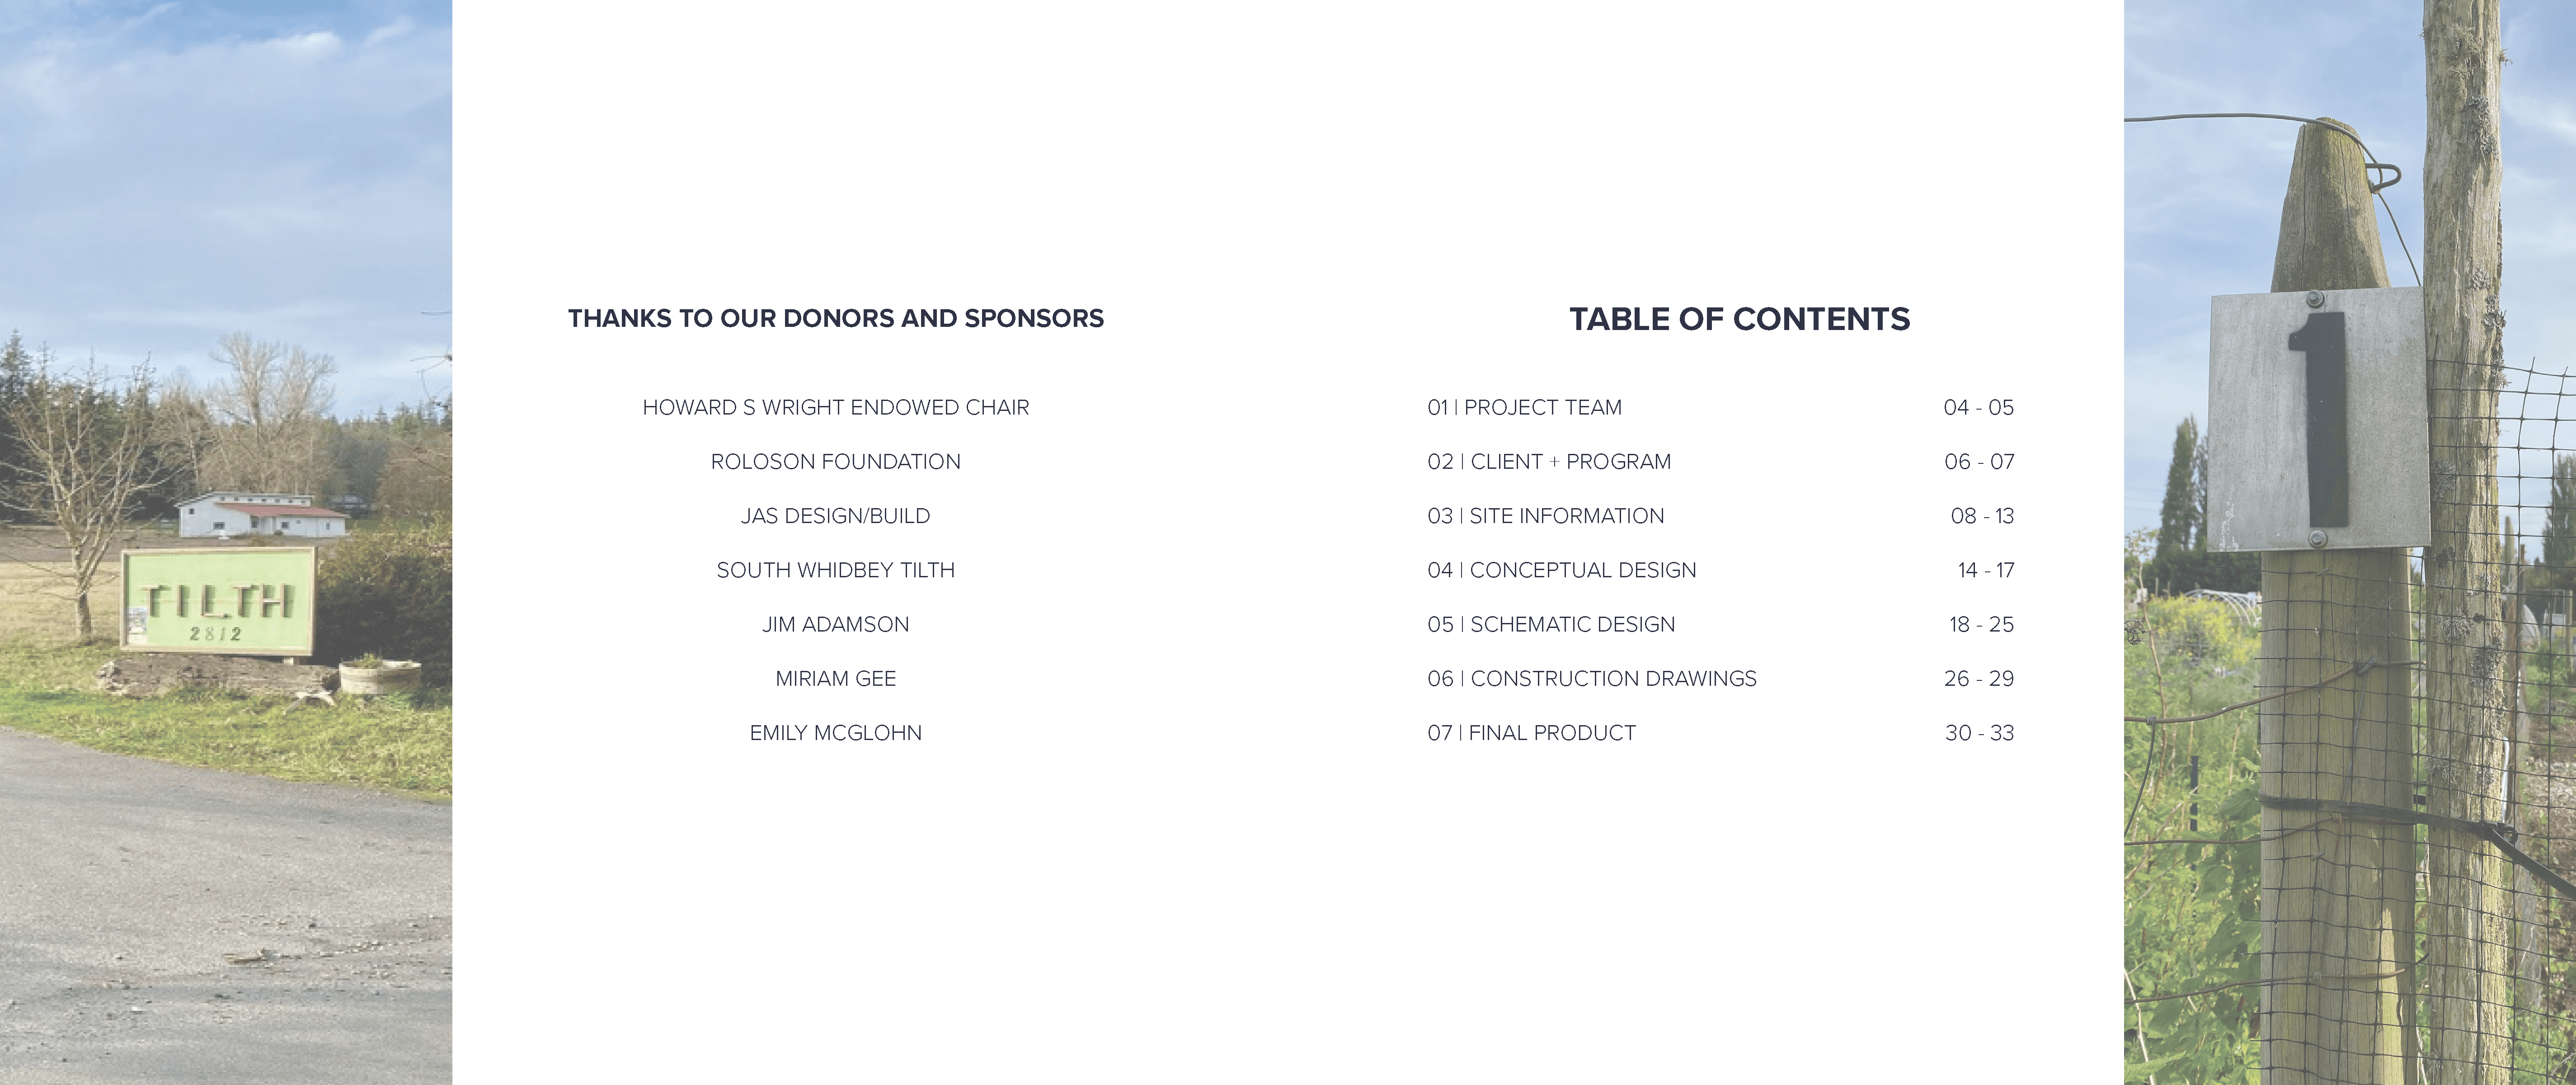 TILTH
2812
THANKS TO OUR DONORS AND SPONSORS
HOWARD S WRIGHT ENDOWED CHAIR
ROLOSON FOUNDATION
JAS DESIGN/BUILD
SOUTH WHIDBEY TILTH
JIM ADAMSON
MIRIAM GEE
EMILY MCGLOHN
TABLE OF CONTENTS
01 | PROJECT TEAM 04 - 05
02 | CLIENT + PROGRAM 06 - 07
03 | SITE INFORMATION 08 - 13
04 | CONCEPTUAL DESIGN 14 - 17
05 | SCHEMATIC DESIGN 18 - 25
06 | CONSTRUCTION DRAWINGS 26 - 29
07 | FINAL PRODUCT 30 - 33
1